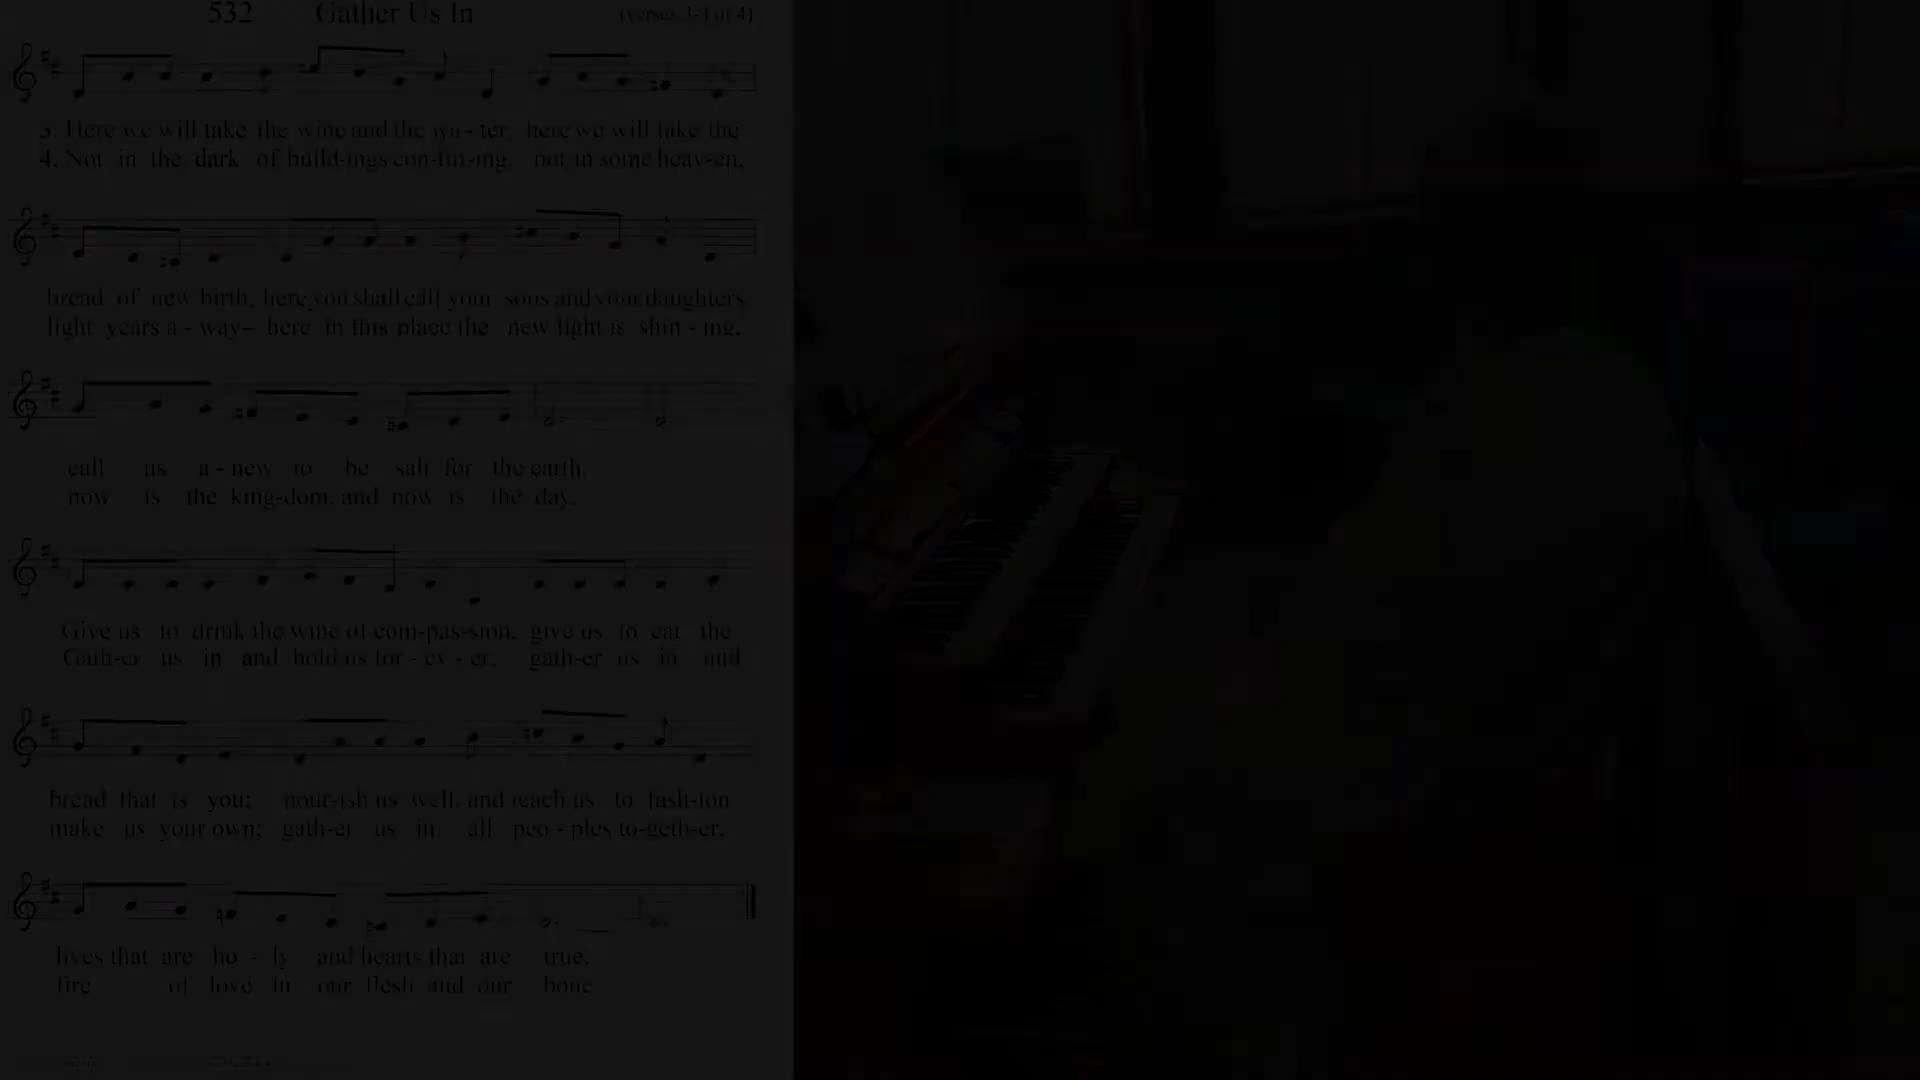 532 Gather Us In (verses 3-4 of 4)
3. Here we will take the wine and the wa - ter, here we will take the
4. Not in the dark of build-ings con-fin-ing, not in some heav-en,
bread of new birth, here you shall call your sons and your daughters,
light years a - way– here in this place the new light is shin - ing,
call us a - new to be salt for the earth.
now is the king-dom, and now is the day.
Give us to drink the wine of com-pas-sion, give us to eat the
Gath-er us in and hold us for - ev - er, gath-er us in and
bread that is you; nour-ish us well, and teach us to fash-ion
make us your own; gath-er us in, all peo - ples to-geth-er,
lives that are ho - ly and hearts that are true.
fire of love in our flesh and our bone